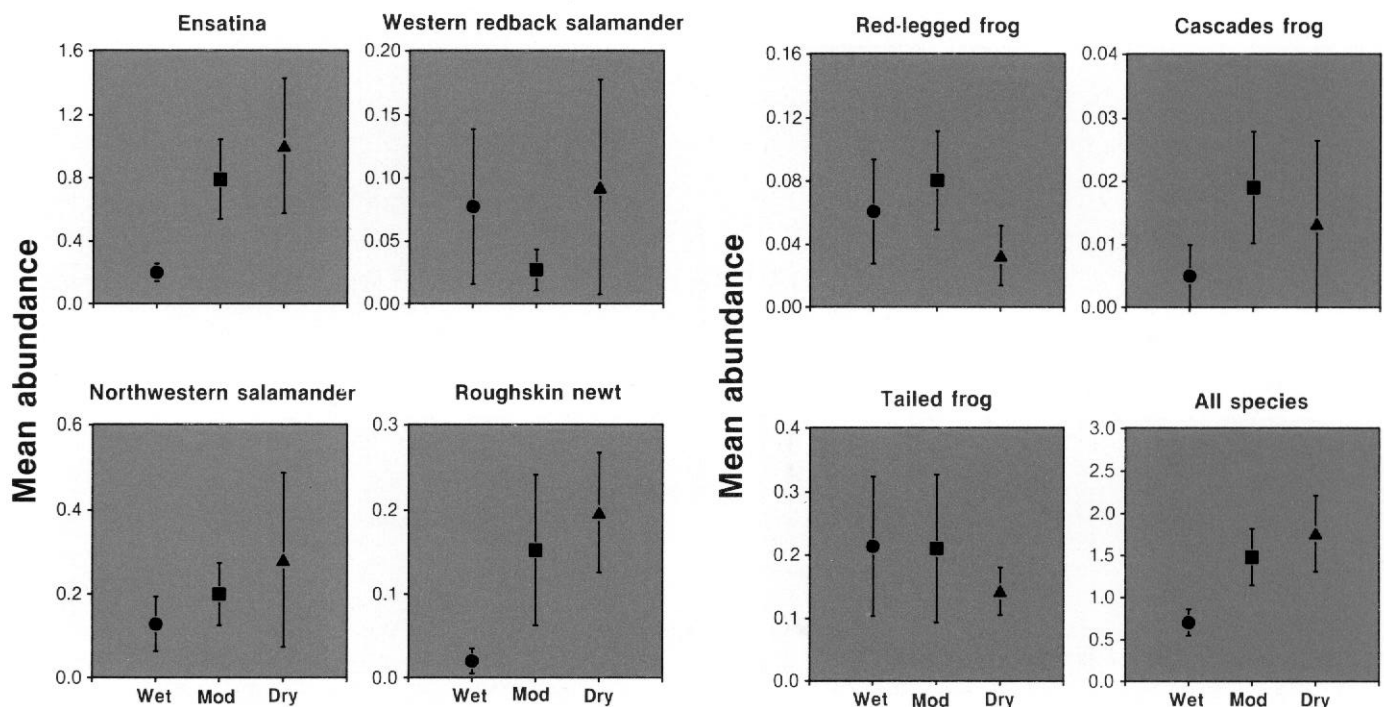 Ensatina
Western redback salamander
1.6
1.2
0.8
0.4
0.0
0.20
0.15
0.10
0.05
0.00
Mean abundance
Northwestern salamander
Roughskin newt
0.6
0.4
0.2
0.0
Wet Mod Dry
0.3
0.2
0.1
0.0
Wet Mod Dry
Red-legged frog
Cascades frog
0.16
0.12
0.08
0.04
0.00
0.04
0.03
0.02
0.01
0.00
Mean abundance
Tailed frog
All species
0.4
0.3
0.2
0.1
0.0
Wet Mod Dry
3.0
2.5
2.0
1.5
1.0
0.5
0.0
Wet Mod Dry